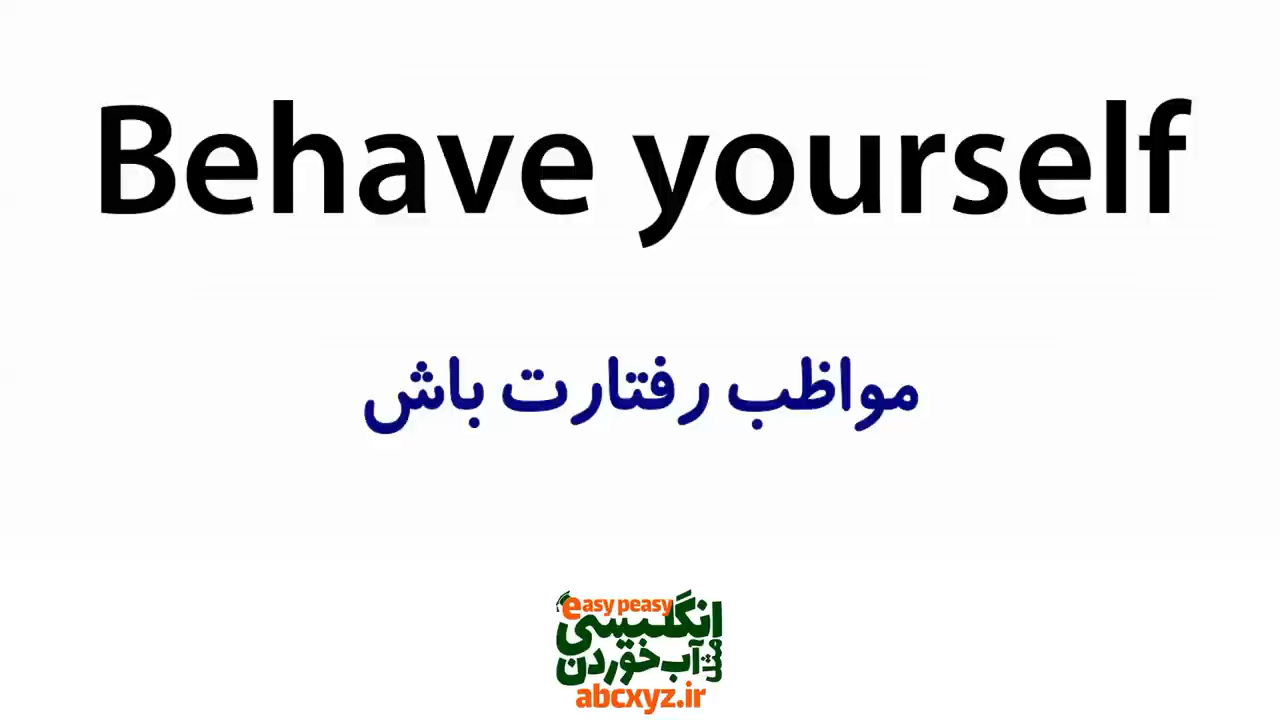 Behave yourself
مواظب رفتارت باش
easy peasy
انگلیسی
مثل آب خوردن
abcxyz.ir